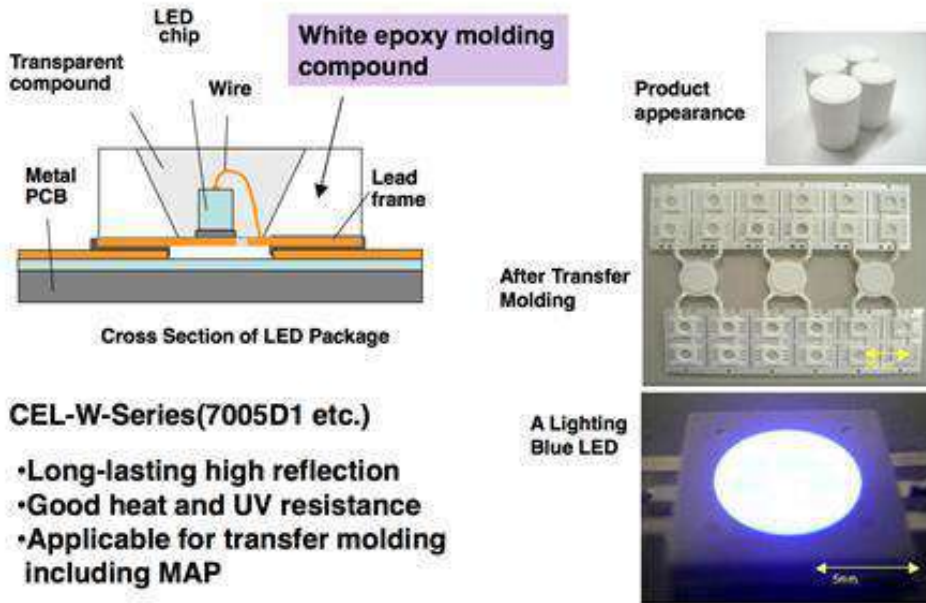 LED
chip
White epoxy molding
compound
Transparent
compound
Wire
Product
appearance
Metal
PCB
Lead
frame
After Transfer
Molding
Cross Section of LED Package
CEL-W-Series(7005D1 etc.)
A Lighting
Blue LED
•Long-lasting high reflection
•Good heat and UV resistance
•Applicable for transfer molding
including MAP
5mm